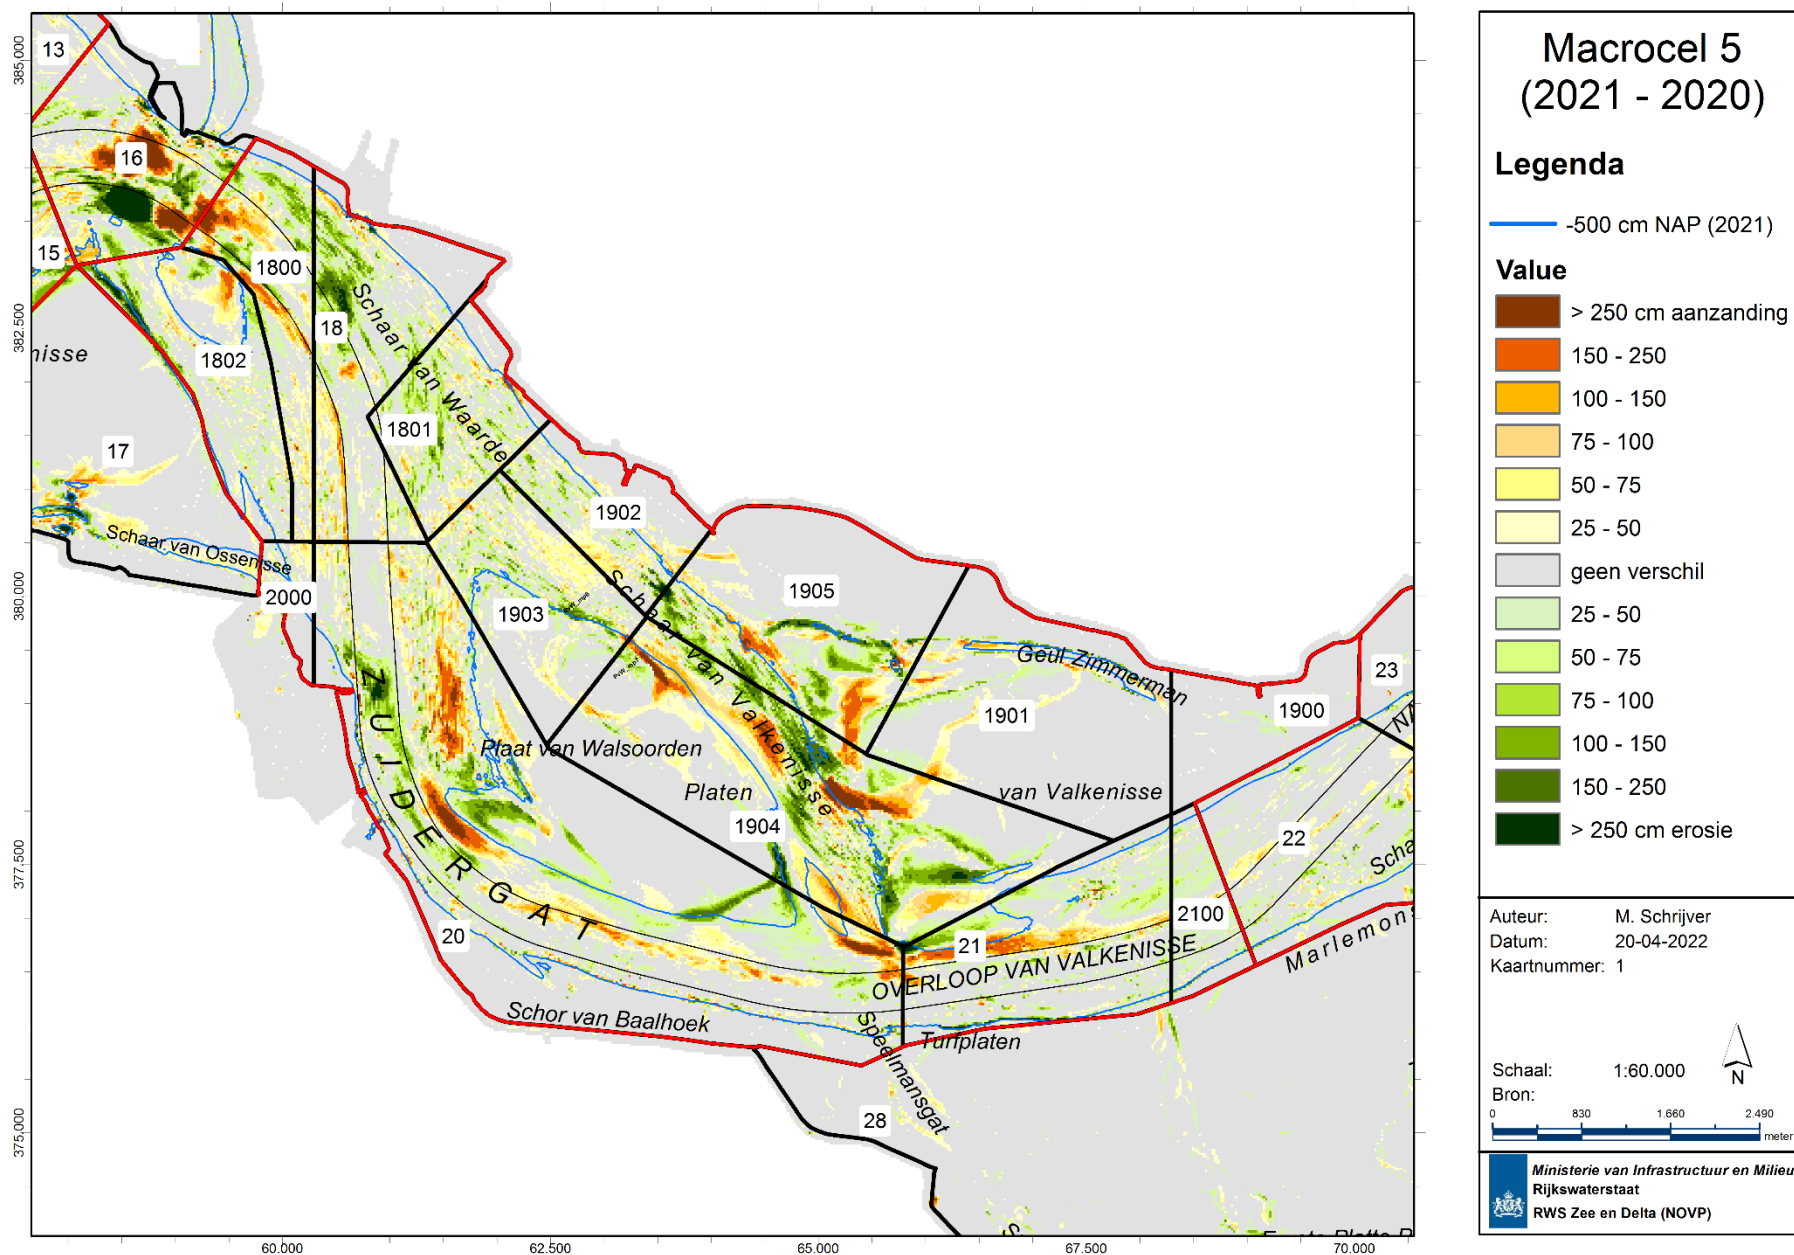 Macrocel 5
(2021 - 2020)
Legenda
-500 cm NAP (2021)
Value
> 250 cm aanzanding
150 - 250
100 - 150
75 - 100
50 - 75
25 - 50
geen verschil
25 - 50
50 - 75
75 - 100
100 - 150
150 - 250
> 250 cm erosie
Auteur: M. Schrijver
Datum: 20-04-2022
Kaartnummer: 1
Schaal: 1:60.000
N
Bron:
0 830 1.660 2.490
meter
Ministerie van Infrastructuur en Milieu
Rijkswaterstaat
RWS Zee en Delta (NOVP)
385.000
382.500
380.000
377.500
375.000
60.000
62.500
65.000
67.500
70.000
13
16
15
1800
18
1802
nisse
17
1801
Schaar van Waarde
Schaar van Ossenisse
2000
1902
1903
1905
Schaar van Valkenisse
Geul Zimmerman
1901
1900
23
NA
Plaat van Walsoorden
Platen
van Valkenisse
1904
ZUIDERGAT
22
Scha
2100
20
21
OVERLOOP VAN VALKENISSE
Marlemons
Schor van Baalhoek
Speelmansgat
Turfplaten
28